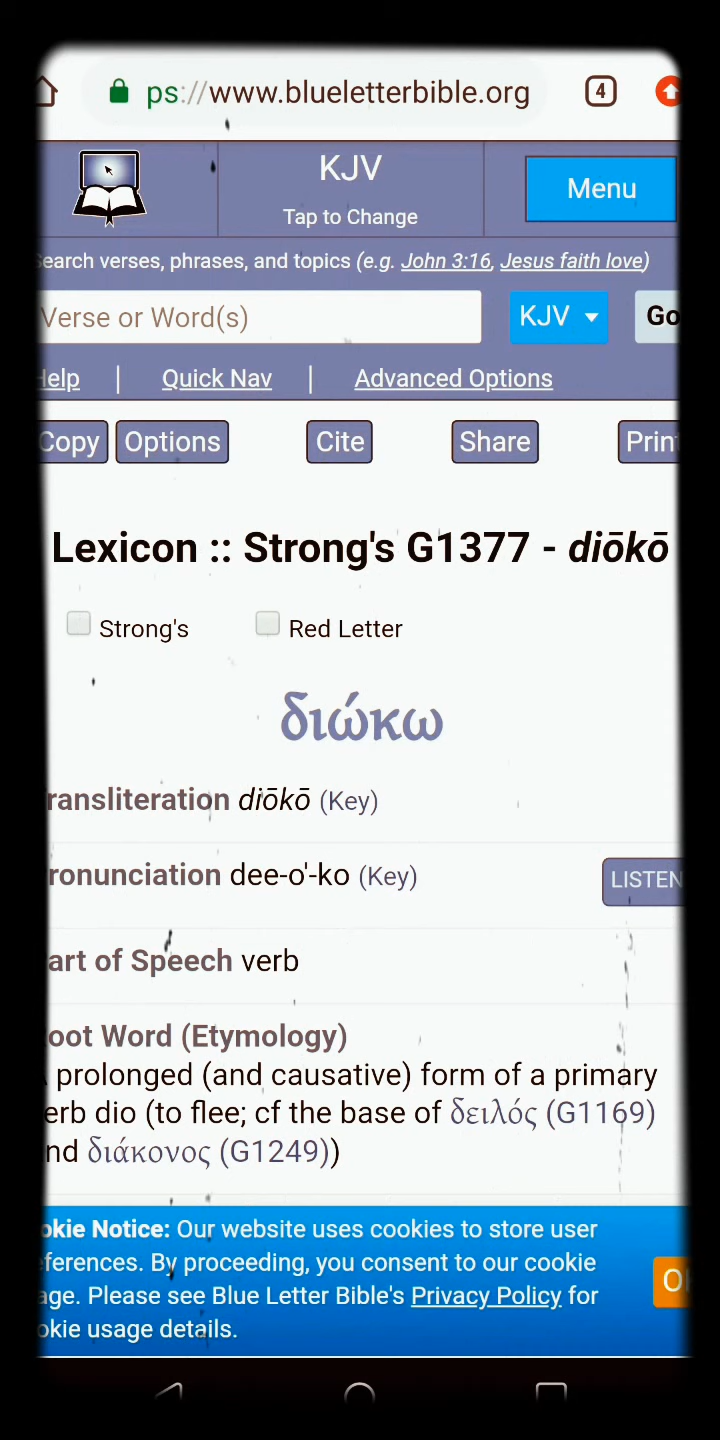 ps://www.blueletterbible.org 4
KJV
Tap to Change
Menu
Search verses, phrases, and topics (e.g. John 3:16, Jesus faith love)
Verse or Word(s) KJV Go
Help | Quick Nav | Advanced Options
Copy Options Cite Share Print
Lexicon :: Strong's G1377 - diōkō
Strong's Red Letter
διώκω
ransliteration diōkō (Key)
ronunciation dee-o'-ko (Key) LISTEN
art of Speech verb
oot Word (Etymology)
A prolonged (and causative) form of a primary
erb dio (to flee; cf the base of δειλός (G1169)
nd διάκονος (G1249))
okie Notice: Our website uses cookies to store user
eferences. By proceeding, you consent to our cookie
age. Please see Blue Letter Bible's Privacy Policy for
okie usage details.
OK